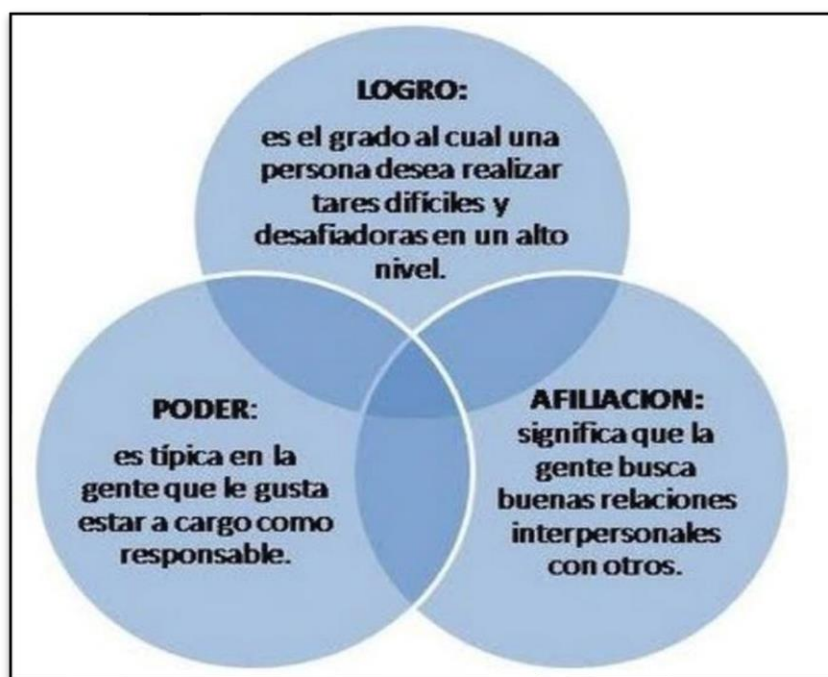 LOGRO:
es el grado al cual una
persona desea realizar
tares difíciles y
desafiadoras en un alto
nivel.
PODER:
es típica en la
gente que le gusta
estar a cargo como
responsable.
AFILIACION:
significa que la
gente busca
buenas relaciones
interpersonales
con otros.